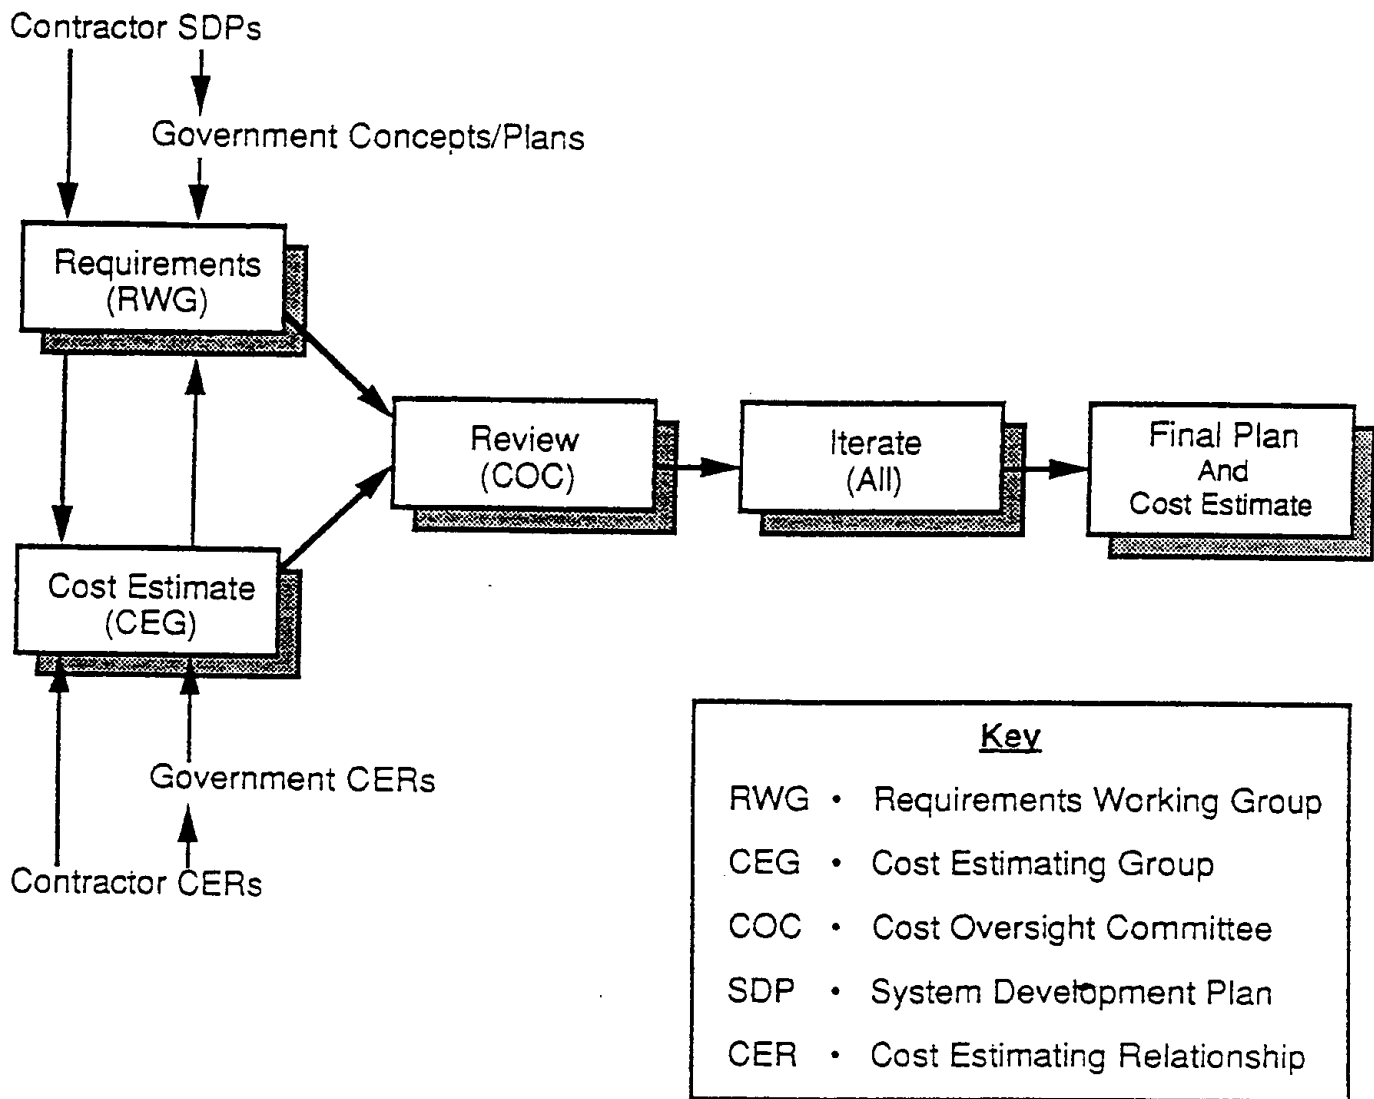 Contractor SDPs
Government Concepts/Plans
Requirements
(RWG)
Review
(COC)
Iterate
(All)
Final Plan
And
Cost Estimate
Cost Estimate
(CEG)
Government CERs
Contractor CERs
Key
RWG • Requirements Working Group
CEG • Cost Estimating Group
COC • Cost Oversight Committee
SDP • System Development Plan
CER • Cost Estimating Relationship